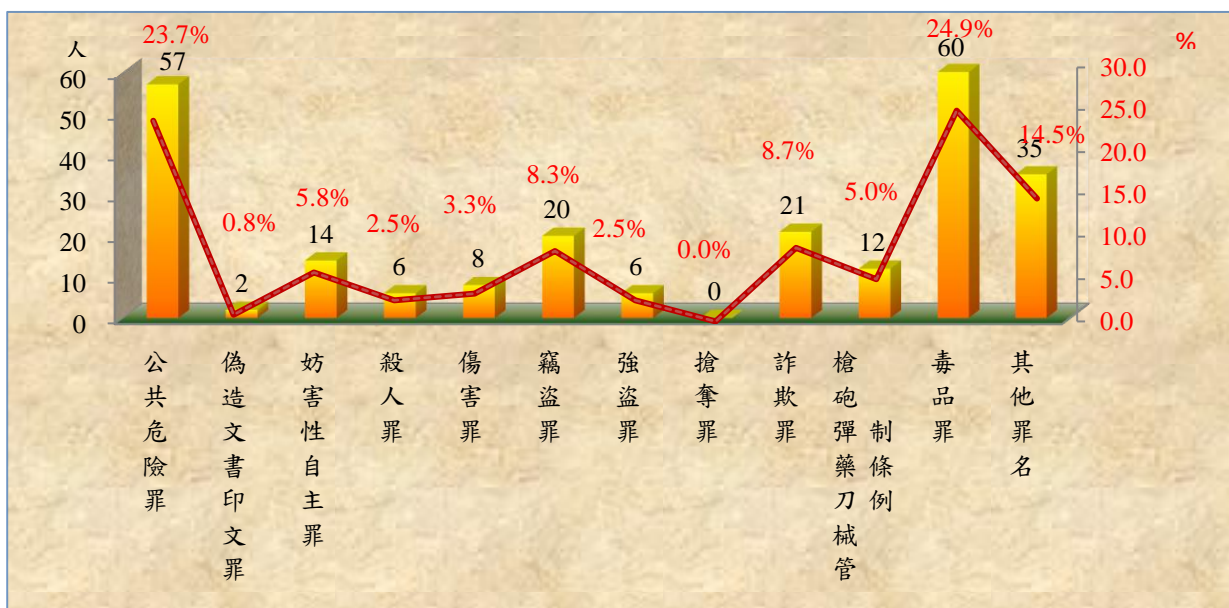 人
%
60
50
40
30
20
10
0
30.0
25.0
20.0
15.0
10.0
5.0
0.0
23.7%
57
0.8%
2
5.8%
14
2.5%
6
3.3%
8
8.3%
20
2.5%
6
0.0%
0
8.7%
21
5.0%
12
24.9%
60
14.5%
35
公共危險罪
偽造文書印文罪
妨害性自主罪
殺人罪
傷害罪
竊盜罪
強盜罪
搶奪罪
詐欺罪
槍砲彈藥刀械管
制條例
毒品罪
其他罪名